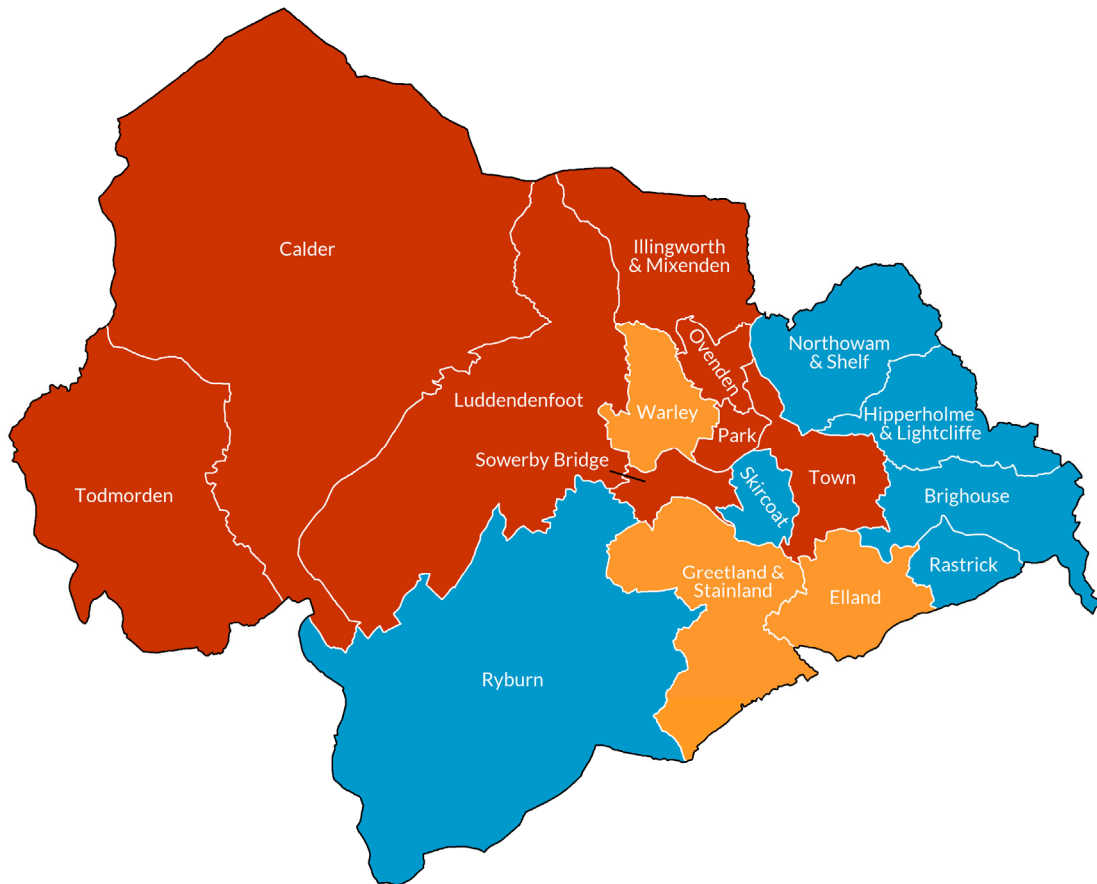 Calder
Illingworth
& Mixenden
Northowam
& Shelf
Ovenden
Luddendenfoot
Warley
Hipperholme
& Lightcliffe
Park
Sowerby Bridge
Skircoat
Town
Todmorden
Brighouse
Rastrick
Greetland &
Stainland
Elland
Ryburn